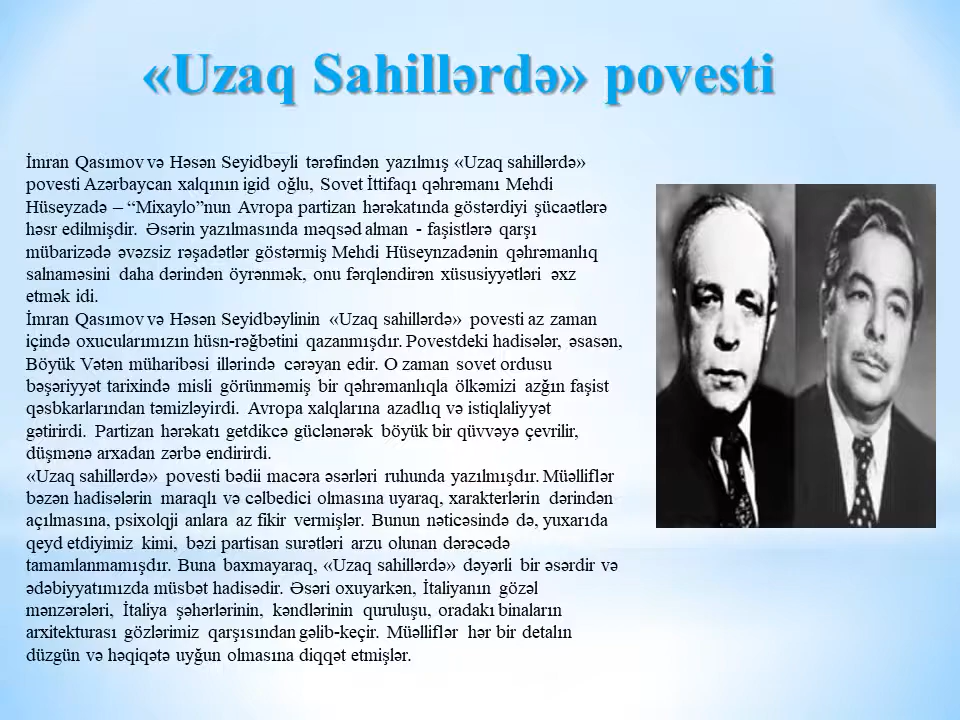 «Uzaq Sahillərdə» povesti
İmran Qasımov və Həsən Seyidbəyli tərəfindən yazılmış «Uzaq sahillərdə»
povesti Azərbaycan xalqının igid oğlu, Sovet İttifaqı qəhrəmanı Mehdi
Hüseyzadə – “Mixaylo”nun Avropa partizan hərəkatında göstərdiyi şücaətlərə
həsr edilmişdir. Əsərin yazılmasında məqsəd alman - faşistlərə qarşı
mübarizədə əvəzsiz rəşadətlər göstərmiş Mehdi Hüseynzadənin qəhrəmanlıq
salnaməsini daha dərindən öyrənmək, onu fərqləndirən xüsusiyyətləri əxz
etmək idi.
İmran Qasımov və Həsən Seyidbəylinin «Uzaq sahillərdə» povesti az zaman
içində oxucularımızın hüsn-rəğbətini qazanmışdır. Povestdeki hadisələr, əsasən,
Böyük Vətən müharibəsi illərində cərəyan edir. O zaman sovet ordusu
bəşəriyyət tarixində misli görünməmiş bir qəhrəmanlıqla ölkəmizi azğın faşist
qəsbkarlarından təmizləyirdi. Avropa xalqlarına azadlıq və istiqlaliyyət
gətirirdi. Partizan hərəkatı getdikcə güclənərək böyük bir qüvvəyə çevrilir,
düşmənə arxadan zərbə endirirdi.
«Uzaq sahillərdə» povesti bədii macəra əsərləri ruhunda yazılmışdır. Müəlliflər
bəzən hadisələrin maraqlı və cəlbedici olmasına uyaraq, xarakterlərin dərindən
açılmasına, psixolqji anlara az fikir vermişlər. Bunun nəticəsində də, yuxarıda
qeyd etdiyimiz kimi, bəzi partisan surətləri arzu olunan dərəcədə
tamamlanmamışdır. Buna baxmayaraq, «Uzaq sahillərdə» dəyərli bir əsərdir və
ədəbiyyatımızda müsbət hadisədir. Əsəri oxuyarkən, İtaliyanın gözəl
mənzərələri, İtaliya şəhərlərinin, kəndlərinin quruluşu, oradakı binaların
arxitekturası gözlərimiz qarşısından gəlib-keçir. Müəlliflər hər bir detalın
düzgün və həqiqətə uyğun olmasına diqqət etmişlər.